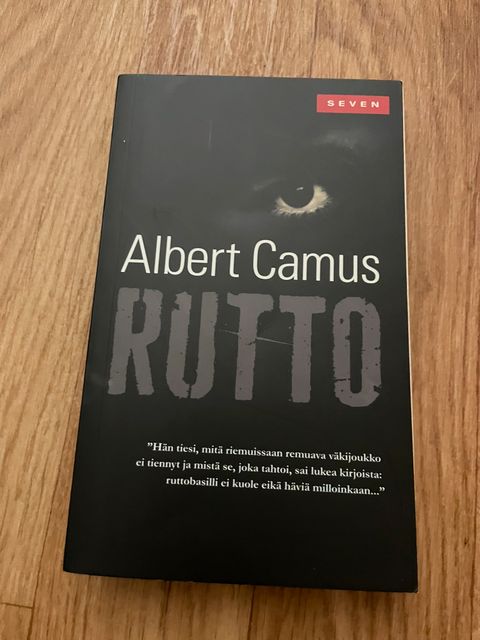 SEVEN
Albert Camus
RUTTO
”Hän tiesi, mitä riemuissaan remuava väkijoukko
ei tiennyt ja mistä se, joka tahtoi, sai lukea kirjoista:
ruttobasilli ei kuole eikä häviä milloinkaan...”